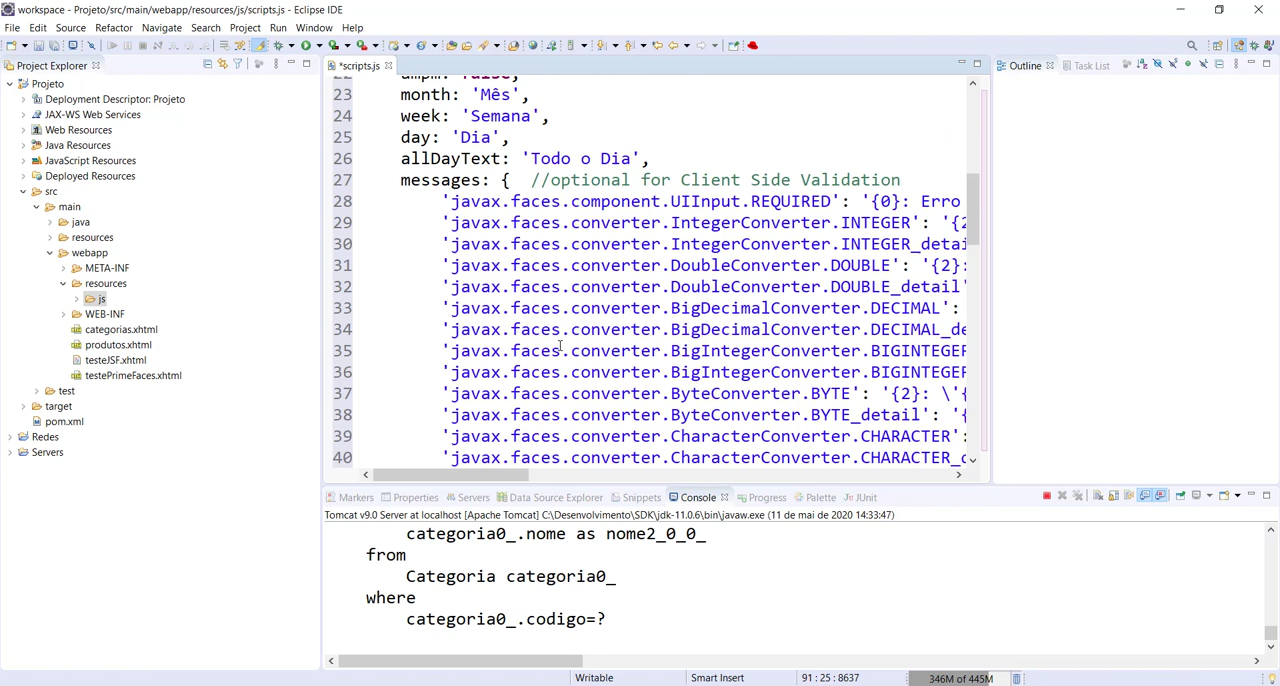 workspace - Projeto/src/main/webapp/resources/js/scripts.js - Eclipse IDE
File Edit Source Refactor Navigate Search Project Run Window Help
Project Explorer
Projeto
Deployment Descriptor: Projeto
JAX-WS Web Services
Web Resources
Java Resources
JavaScript Resources
Deployed Resources
src
main
java
resources
webapp
META-INF
resources
js
WEB-INF
categorias.xhtml
produtos.xhtml
testeJSF.xhtml
testePrimeFaces.xhtml
test
target
pom.xml
Redes
Servers
*scripts.js
22 ampm: false,
23 month: 'Mês',
24 week: 'Semana',
25 day: 'Dia',
26 allDayText: 'Todo o Dia',
27 messages: { //optional for Client Side Validation
28 'javax.faces.component.UIInput.REQUIRED': '{0}: Erro
29 'javax.faces.converter.IntegerConverter.INTEGER': '{2
30 'javax.faces.converter.IntegerConverter.INTEGER_detai
31 'javax.faces.converter.DoubleConverter.DOUBLE': '{2}:
32 'javax.faces.converter.DoubleConverter.DOUBLE_detail'
33 'javax.faces.converter.BigDecimalConverter.DECIMAL':
34 'javax.faces.converter.BigDecimalConverter.DECIMAL_de
35 'javax.faces.converter.BigIntegerConverter.BIGINTEGER
36 'javax.faces.converter.BigIntegerConverter.BIGINTEGER
37 'javax.faces.converter.ByteConverter.BYTE': '{2}: \'{
38 'javax.faces.converter.ByteConverter.BYTE_detail': '{
39 'javax.faces.converter.CharacterConverter.CHARACTER':
40 'javax.faces.converter.CharacterConverter.CHARACTER_d
Outline Task List
Markers Properties Servers Data Source Explorer Snippets Console Progress Palette JUnit
Tomcat v9.0 Server at localhost [Apache Tomcat] C:\Desenvolvimento\SDK\jdk-11.0.6\bin\javaw.exe (11 de mai de 2020 14:33:47)
categoria0_.nome as nome2_0_0_
from
Categoria categoria0_
where
categoria0_.codigo=?
Writable Smart Insert 91 : 25 : 8637 346M of 445M